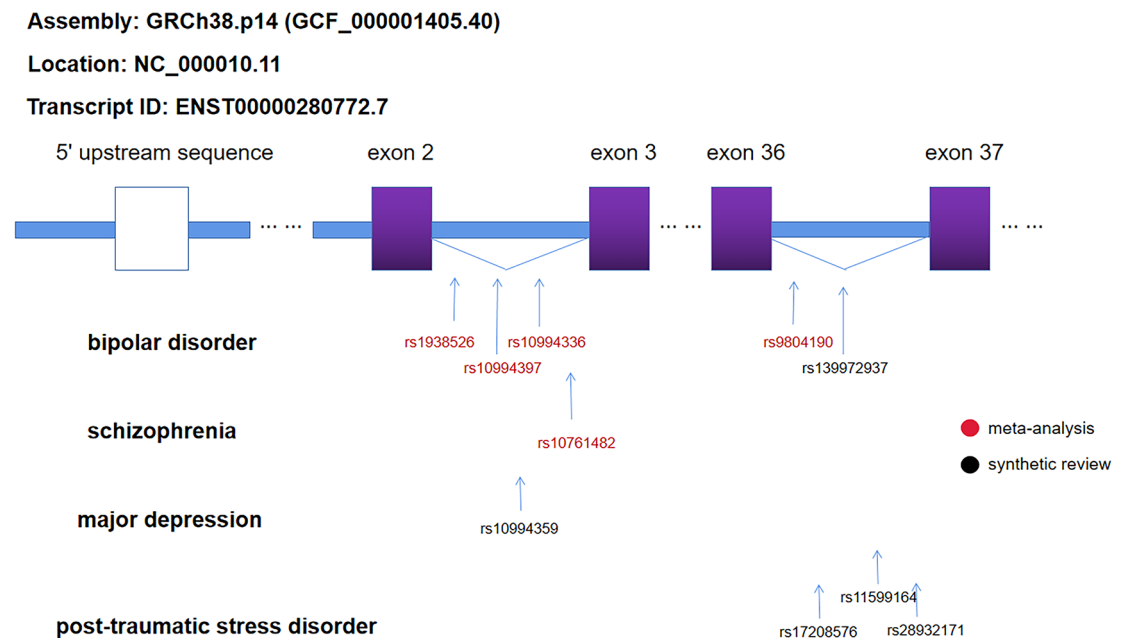 Assembly: GRCh38.p14 (GCF_000001405.40)
Location: NC_000010.11
Transcript ID: ENST00000280772.7
5' upstream sequence exon 2 exon 3 exon 36 exon 37
... ... ... ... ... ...
bipolar disorder rs1938526 rs10994336 rs9804190
rs10994397 rs139972937
schizophrenia rs10761482
meta-analysis
synthetic review
major depression rs10994359
rs11599164
post-traumatic stress disorder rs17208576 rs28932171